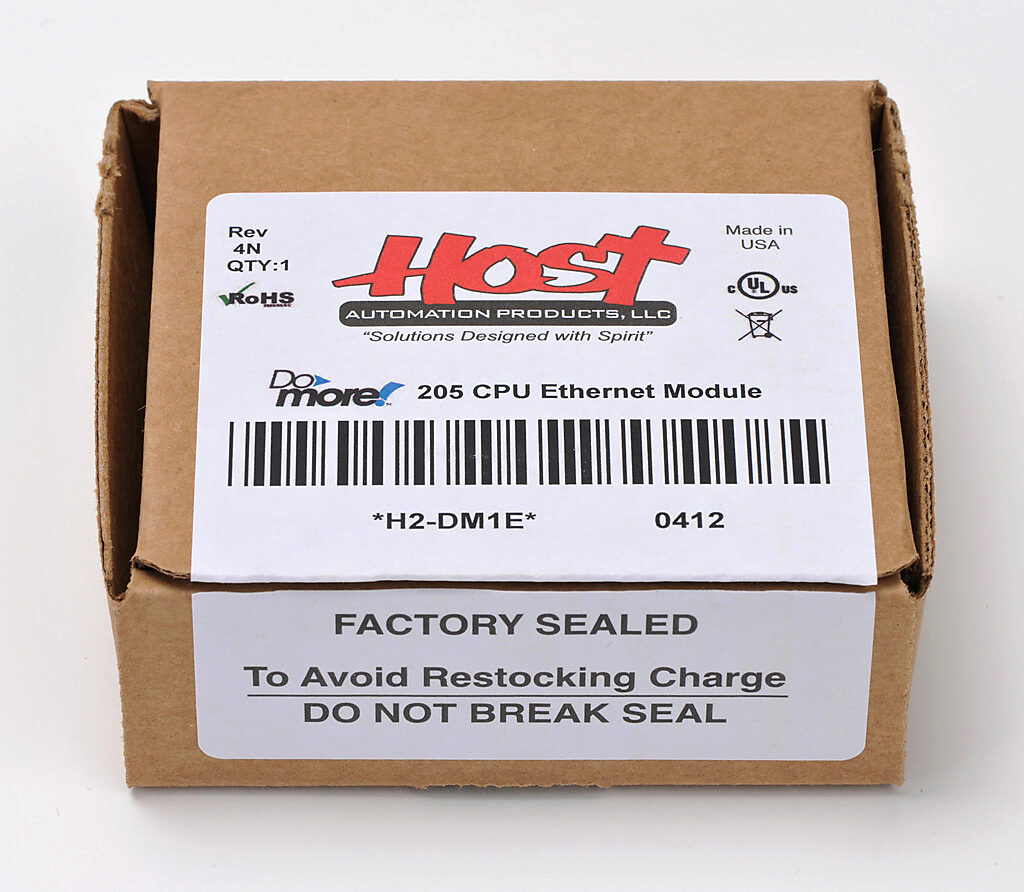 Rev
4N
QTY:1
RoHS
HOST
AUTOMATION PRODUCTS, LLC
"Solutions Designed with Spirit"
Made in
USA
C UL US
Do more!™ 205 CPU Ethernet Module
*H2-DM1E* 0412
FACTORY SEALED
To Avoid Restocking Charge
DO NOT BREAK SEAL